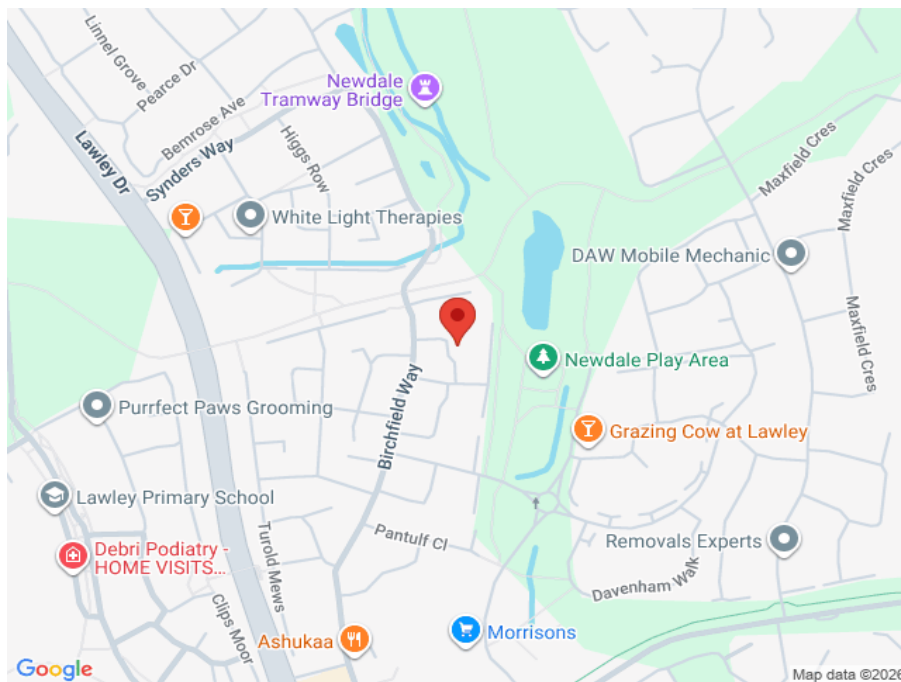 Linnel Grove
Pearce Dr
Bemrose Ave
Lawley Dr
Synders Way
Higgs Row
Newdale
Tramway Bridge
White Light Therapies
Maxfield Cres
Maxfield Cres
DAW Mobile Mechanic
Maxfield Cres
Newdale Play Area
Birchfield Way
Purrfect Paws Grooming
Grazing Cow at Lawley
Lawley Primary School
Turold Mews
Pantulf Cl
Removals Experts
Debri Podiatry -
HOME VISITS...
Davenham Walk
Clips Moor
Ashukaa
Morrisons
Google
Map data ©2026